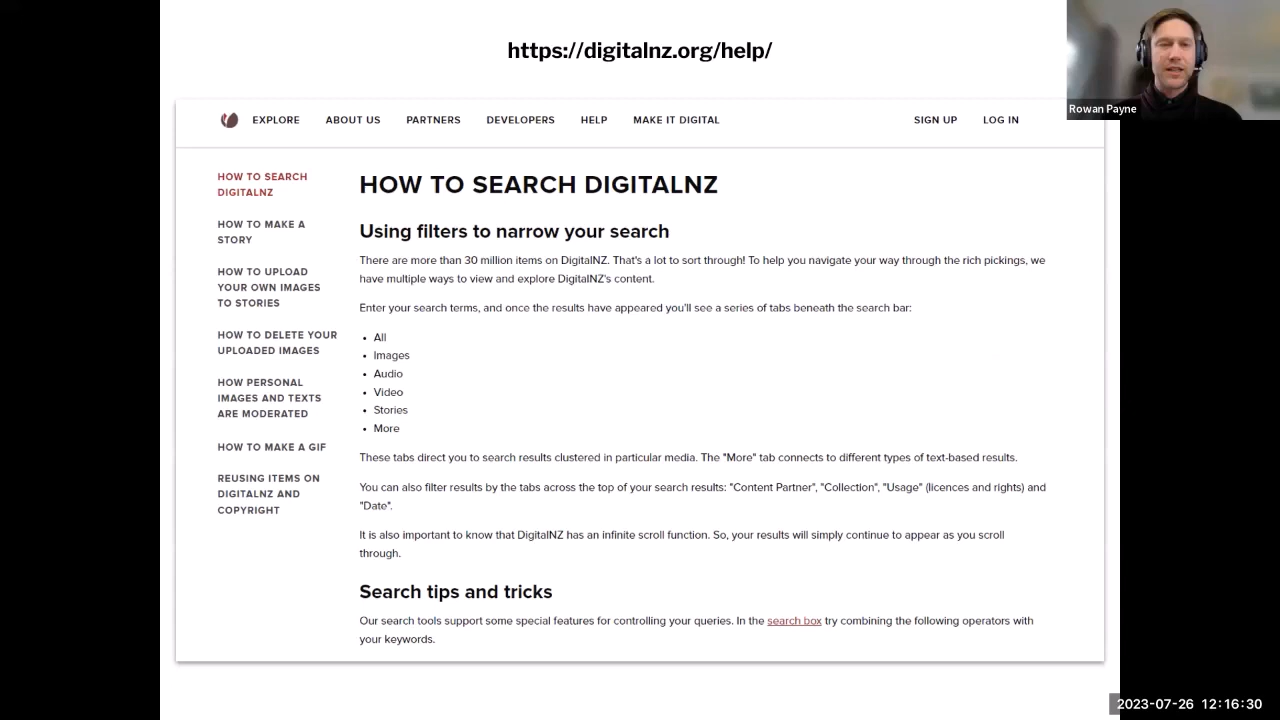 https://digitalnz.org/help/
Rowan Payne
EXPLORE ABOUT US PARTNERS DEVELOPERS HELP MAKE IT DIGITAL SIGN UP LOG IN
HOW TO SEARCH
DIGITALNZ
HOW TO MAKE A
STORY
HOW TO UPLOAD
YOUR OWN IMAGES
TO STORIES
HOW TO DELETE YOUR
UPLOADED IMAGES
HOW PERSONAL
IMAGES AND TEXTS
ARE MODERATED
HOW TO MAKE A GIF
REUSING ITEMS ON
DIGITALNZ AND
COPYRIGHT
HOW TO SEARCH DIGITALNZ
Using filters to narrow your search
There are more than 30 million items on DigitalNZ. That's a lot to sort through! To help you navigate your way through the rich pickings, we
have multiple ways to view and explore DigitalNZ's content.
Enter your search terms, and once the results have appeared you'll see a series of tabs beneath the search bar:
• All
• Images
• Audio
• Video
• Stories
• More
These tabs direct you to search results clustered in particular media. The "More" tab connects to different types of text-based results.
You can also filter results by the tabs across the top of your search results: "Content Partner", "Collection", "Usage" (licences and rights) and
"Date".
It is also important to know that DigitalNZ has an infinite scroll function. So, your results will simply continue to appear as you scroll
through.
Search tips and tricks
Our search tools support some special features for controlling your queries. In the search box try combining the following operators with
your keywords.
2023-07-26 12:16:30